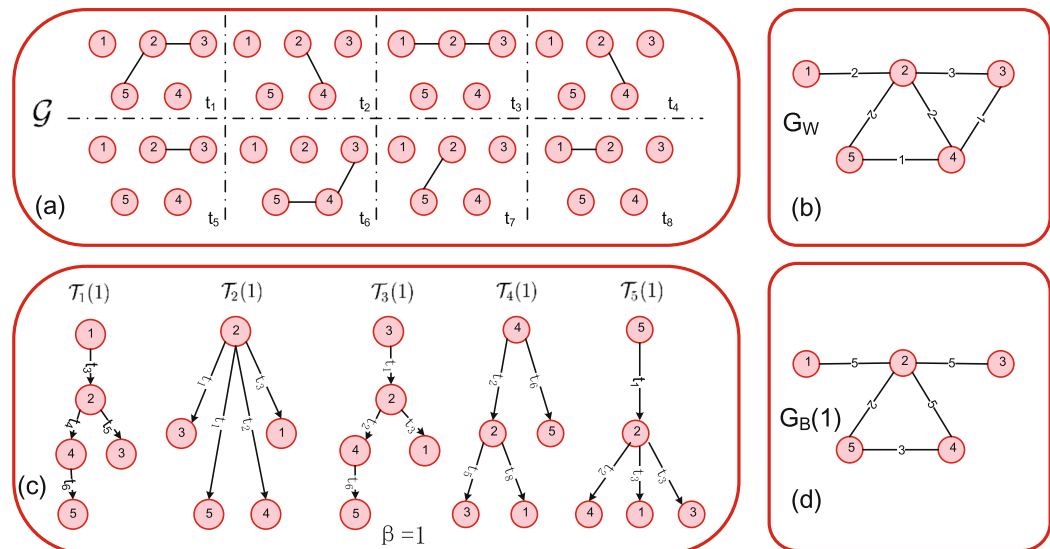 1 2 3 1 2 3 1 2 3 1 2 3
5 4 t1 5 4 t2 5 4 t3 5 4 t4
𝒢
1 2 3 1 2 3 1 2 3 1 2 3
5 4 t5 5 4 t6 5 4 t7 5 4 t8
(a)
1 2 2 3 3
2 2 1
GW
5 1 4
(b)
𝒯1(1) 𝒯2(1) 𝒯3(1) 𝒯4(1) 𝒯5(1)
1 2 3 4 5
t3 t1 t1 t2 t3 t1 t2 t6 t1
2 3 1 2 2 5 2
t4 t5 t2 t3 t5 t8 t2 t3 t3
4 3 4 1
t6 t6
5 5 4 5 3 1 4 1 3
(c)
β =1
1 5 2 5 3
2 5
GB(1)
5 3 4
(d)